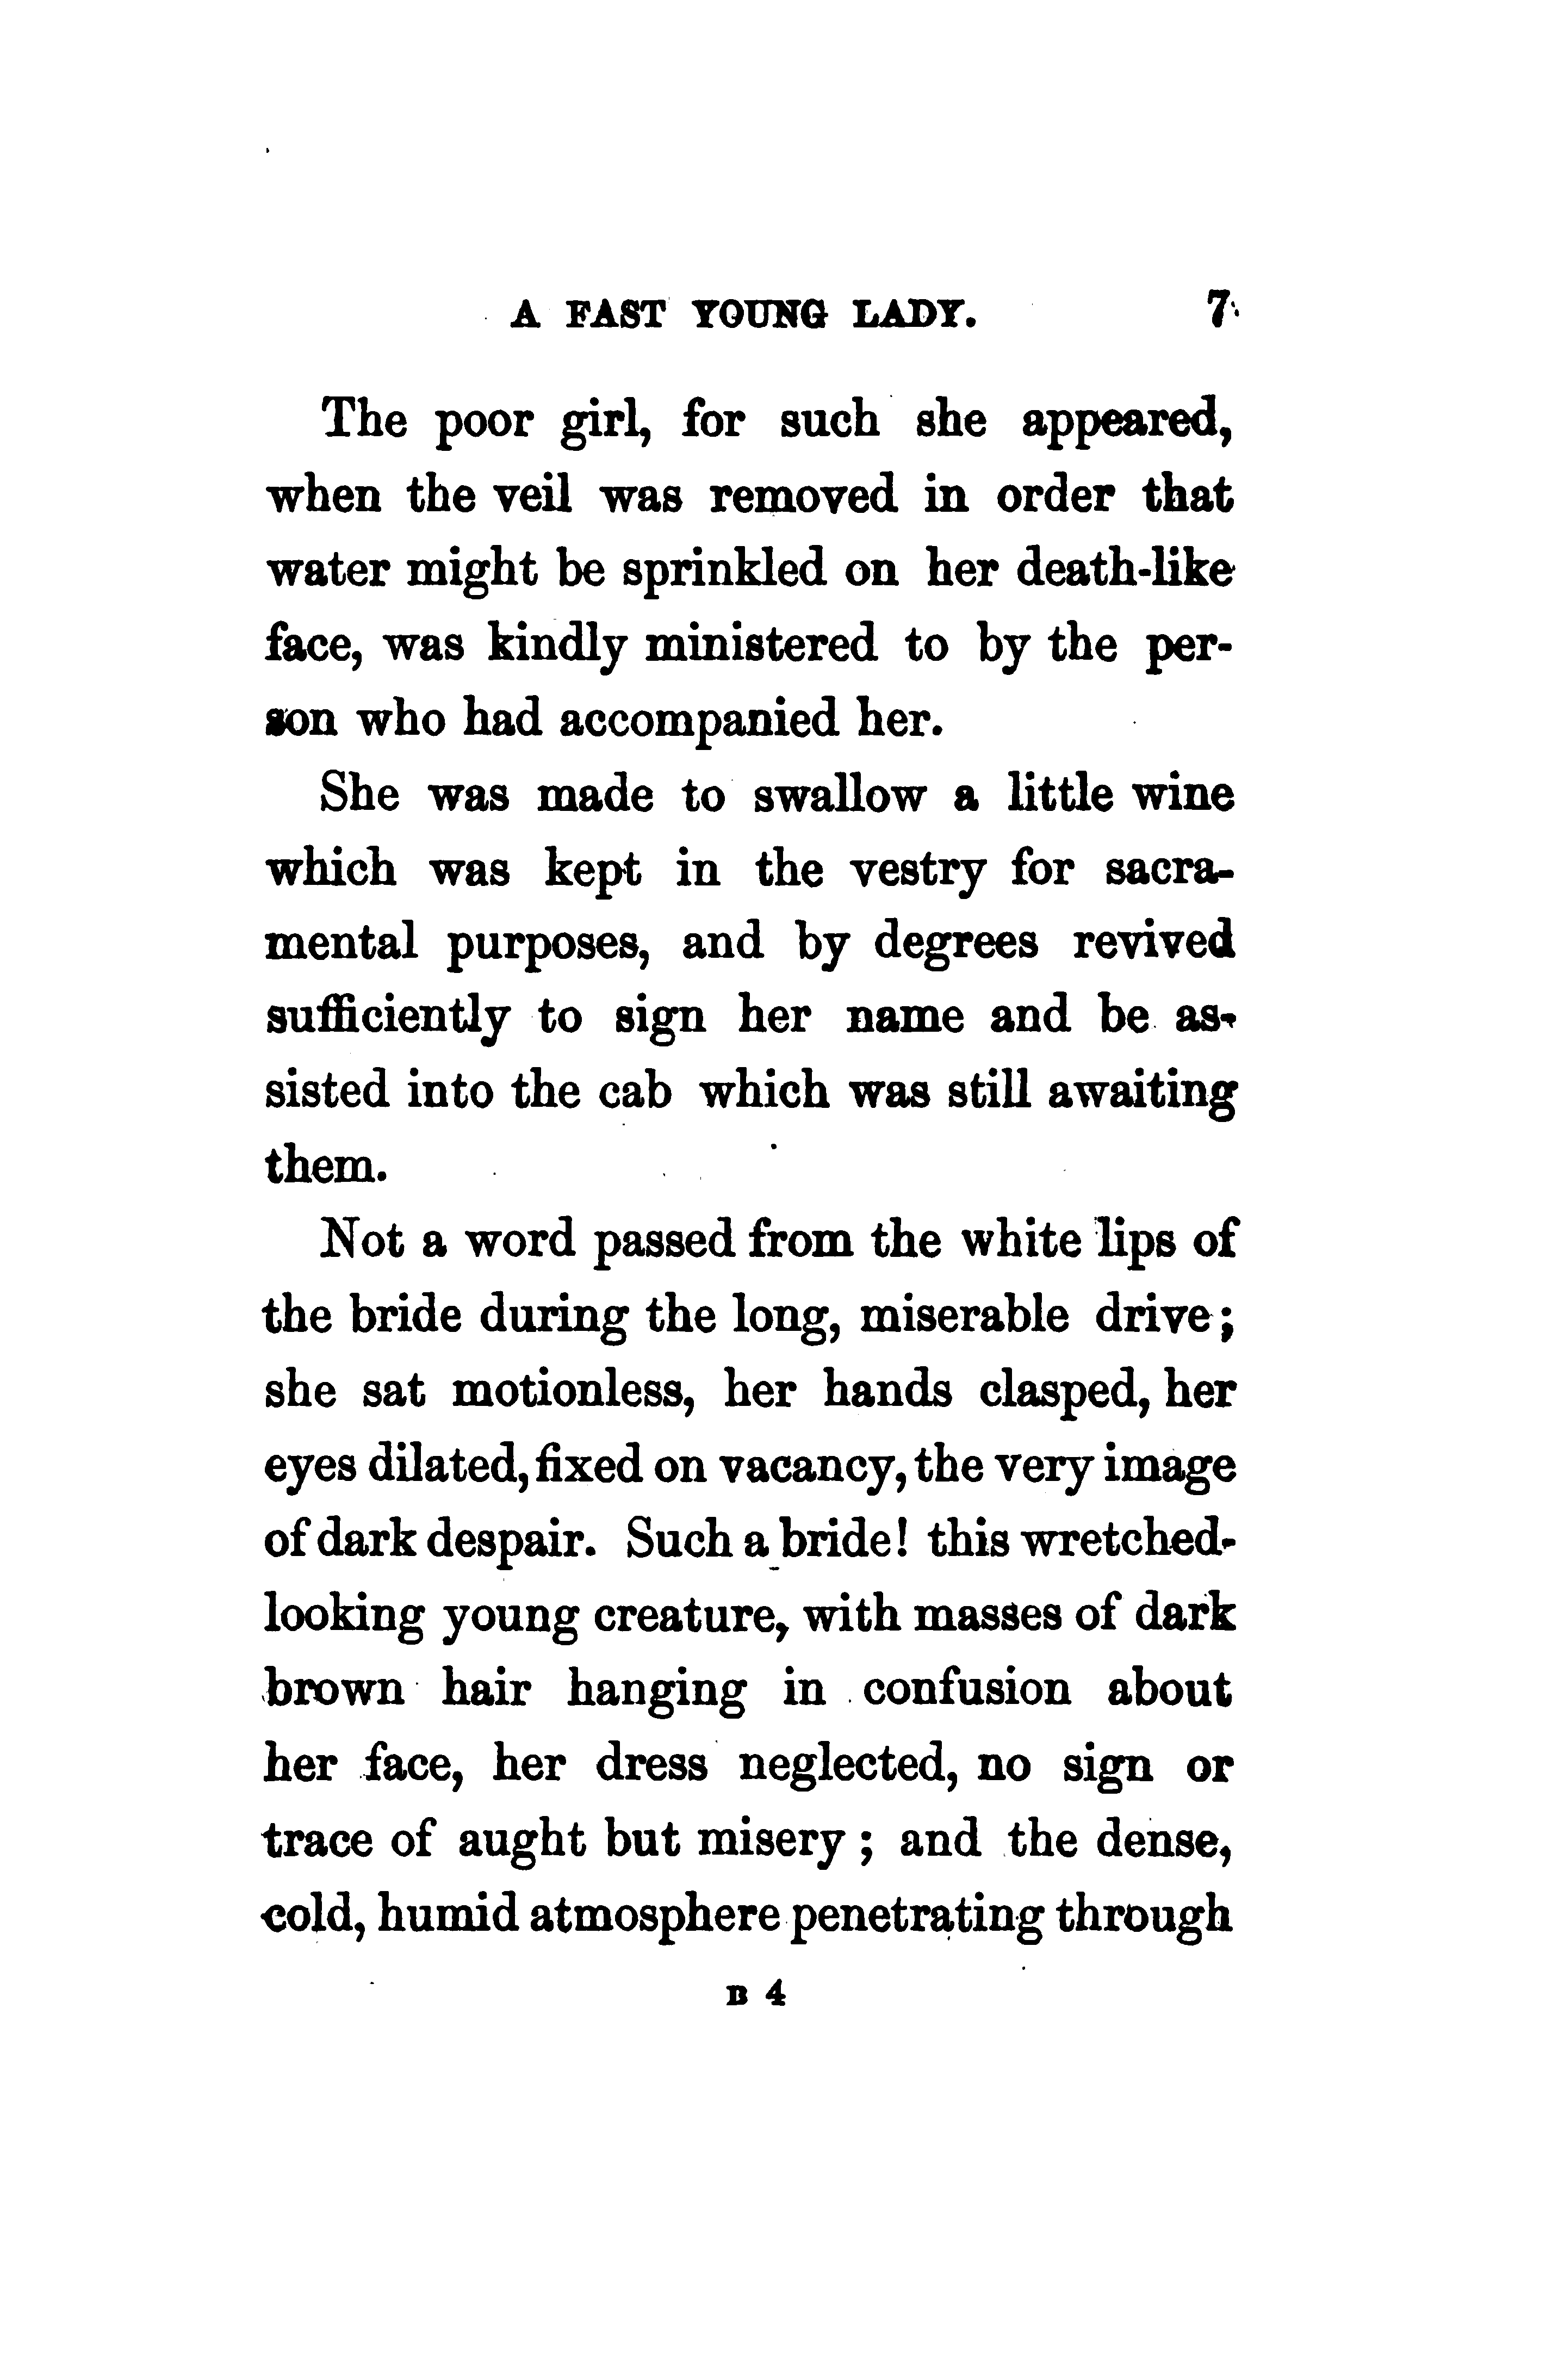 A FAST YOUNG LADY. 7
The poor girl, for such she appeared,
when the veil was removed in order that
water might be sprinkled on her death-like
face, was kindly ministered to by the per-
son who had accompanied her.
She was made to swallow a little wine
which was kept in the vestry for sacra-
mental purposes, and by degrees revived
sufficiently to sign her name and be as-
sisted into the cab which was still awaiting
them.
Not a word passed from the white lips of
the bride during the long, miserable drive;
she sat motionless, her hands clasped, her
eyes dilated, fixed on vacancy, the very image
of dark despair. Such a bride! this wretched-
looking young creature, with masses of dark
brown hair hanging in confusion about
her face, her dress neglected, no sign or
trace of aught but misery; and the dense,
cold, humid atmosphere penetrating through
B 4